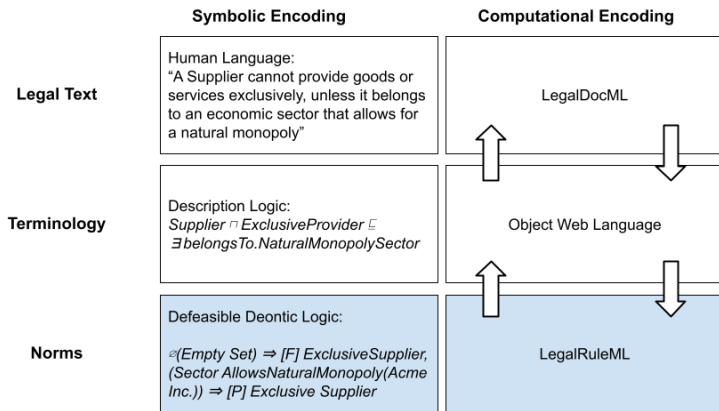 Symbolic Encoding
Computational Encoding
Legal Text
Human Language:
“A Supplier cannot provide goods or
services exclusively, unless it belongs
to an economic sector that allows for
a natural monopoly”
LegalDocML
Terminology
Description Logic:
Supplier ⊓ ExclusiveProvider ⊑
∃ belongsTo.NaturalMonopolySector
Object Web Language
Norms
Defeasible Deontic Logic:
∅(Empty Set) ⇒ [F] ExclusiveSupplier,
(Sector AllowsNaturalMonopoly(Acme
Inc.)) ⇒ [P] Exclusive Supplier
LegalRuleML